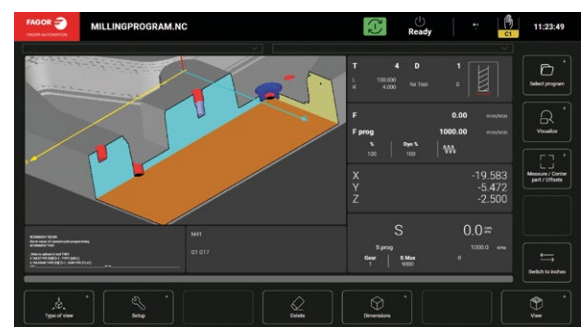 FAGOR
FAGOR AUTOMATION
MILLINGPROGRAM.NC
Ready
C1
11:23:49
T 4 D 1
L 100.000
R 4.000
No Tool
0
F 0.00 mm/min
F prog 1000.00 mm/min
% 100
Dyn % 100
X -19.583
Y -5.472
Z -2.500
S 0.0
S prog 1000.0 RPM
Gear 1
S Max
M41
G1 G17
Select program
Visualize
Measure / Center part / Offsets
Switch to inches
Type of view
Setup
Delete
Dimensions
View